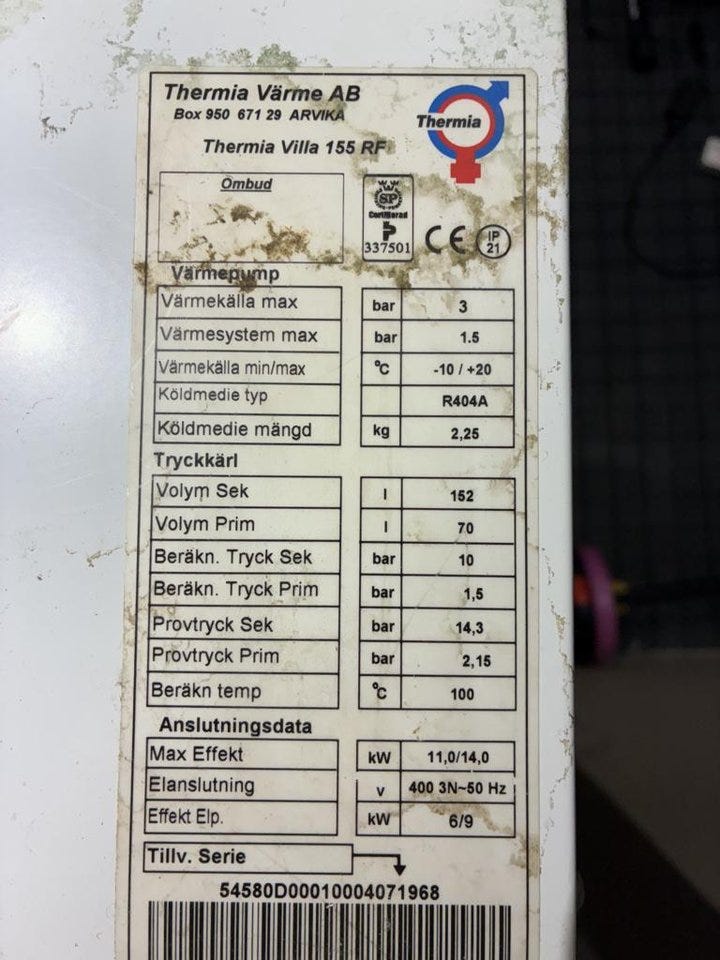 Thermia Värme AB
Box 950 671 29 ARVIKA
Thermia
Thermia Villa 155 RF
Ombud
SP
Certifierad
P
337501
CE
IP
21
Värmepump
Värmekälla max bar 3
Värmesystem max bar 1.5
Värmekälla min/max °C -10 / +20
Köldmedie typ R404A
Köldmedie mängd kg 2,25
Tryckkärl
Volym Sek l 152
Volym Prim l 70
Beräkn. Tryck Sek bar 10
Beräkn. Tryck Prim bar 1,5
Provtryck Sek bar 14,3
Provtryck Prim bar 2,15
Beräkn temp °C 100
Anslutningsdata
Max Effekt kW 11,0/14,0
Elanslutning v 400 3N~50 Hz
Effekt Elp. kW 6/9
Tillv. Serie
54580D00010004071968